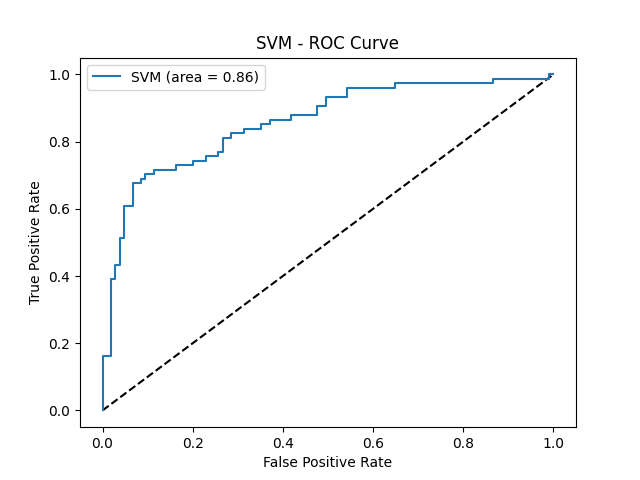 SVM - ROC Curve
SVM (area = 0.86)
True Positive Rate
1.0
0.8
0.6
0.4
0.2
0.0
0.0 0.2 0.4 0.6 0.8 1.0
False Positive Rate